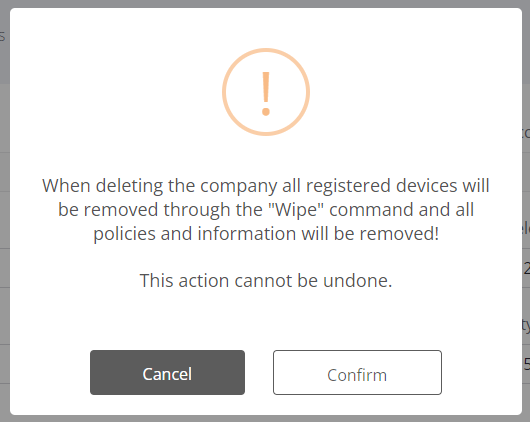 !
When deleting the company all registered devices will
be removed through the "Wipe" command and all
policies and information will be removed!
This action cannot be undone.
Cancel
Confirm